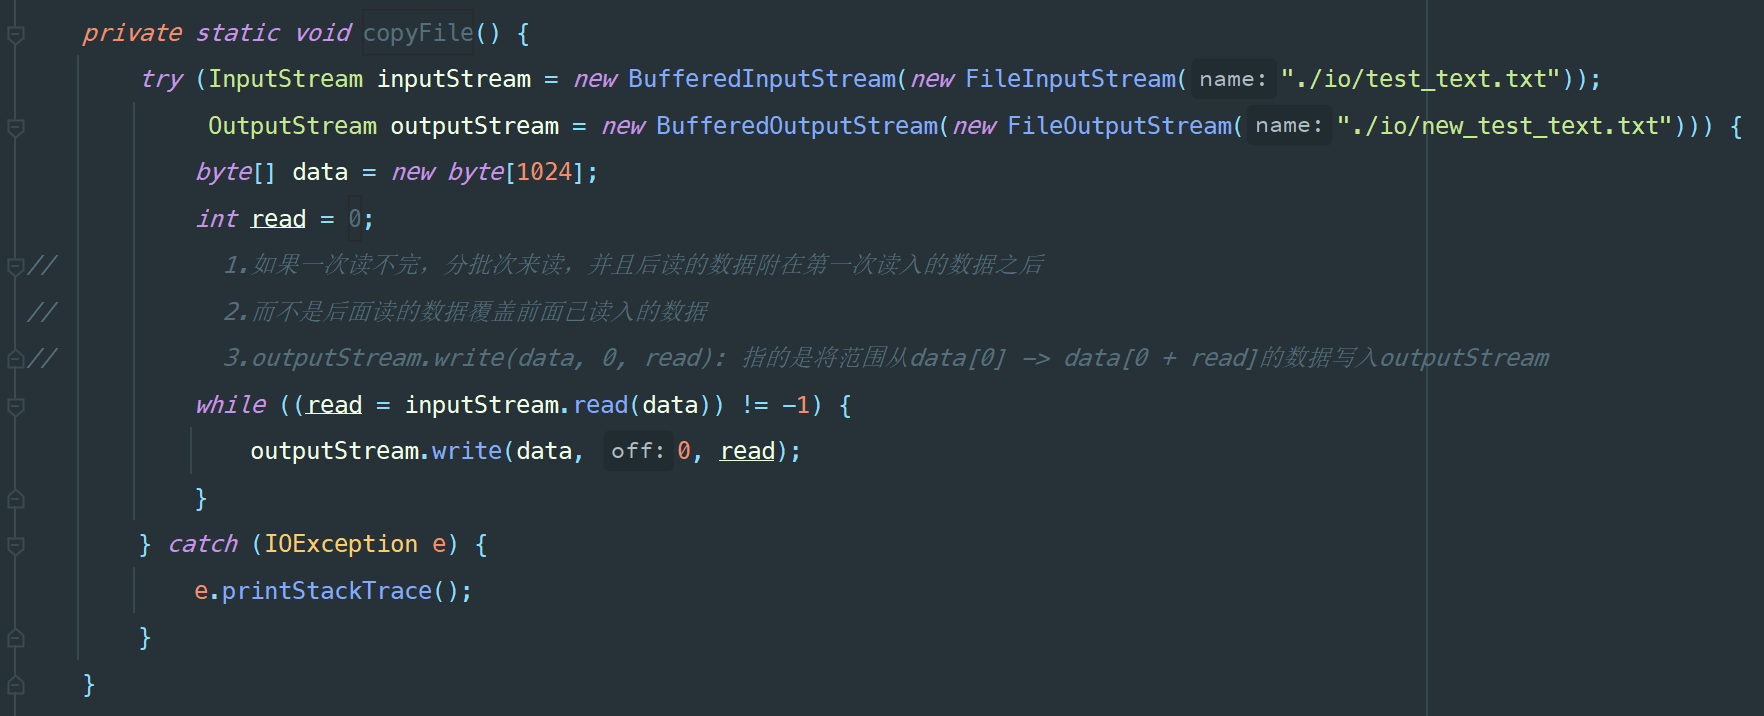 private static void copyFile() {
try (InputStream inputStream = new BufferedInputStream(new FileInputStream( name: "./io/test_text.txt"));
OutputStream outputStream = new BufferedOutputStream(new FileOutputStream( name: "./io/new_test_text.txt"))) {
byte[] data = new byte[1024];
int read = 0;
// 1.如果一次读不完，分批次来读，并且后读的数据附在第一次读入的数据之后
// 2.而不是后面读的数据覆盖前面已读入的数据
// 3.outputStream.write(data, 0, read): 指的是将范围从data[0] -> data[0 + read]的数据写入outputStream
while ((read = inputStream.read(data)) != -1) {
outputStream.write(data, off: 0, read);
}
} catch (IOException e) {
e.printStackTrace();
}
}